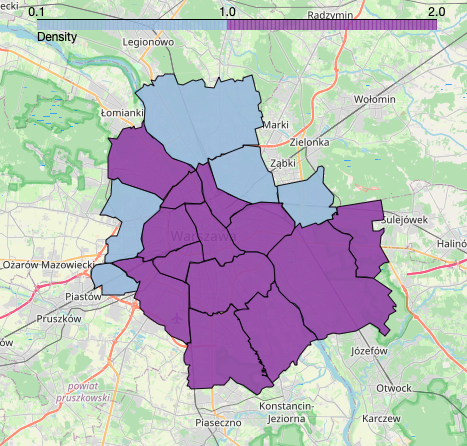 ecki
Radzymin
0.1
1.0
2.0
Density
Legionowo
Wołomin
Łomianki
Marki
Zielonka
Ząbki
Sulejówek
Warszawa
Halinó
Ożarów Mazowiecki
Piastów
Pruszków
ów
Józefów
powiat
pruszkowski
Otwock
Konstancin-
Jeziorna
Piaseczno
Karczew